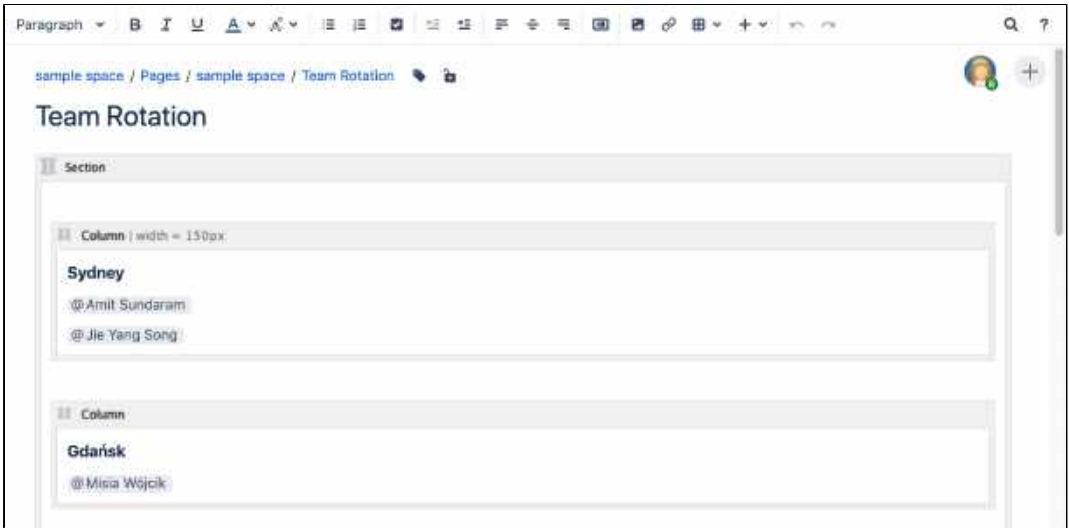 Paragraph B I U A ?
sample space / Pages / sample space / Team Rotation
Team Rotation
Section
Column | width = 150px
Sydney
@Amit Sundaram
@Jie Yang Song
Column
Gdańsk
@Misia Wójcik